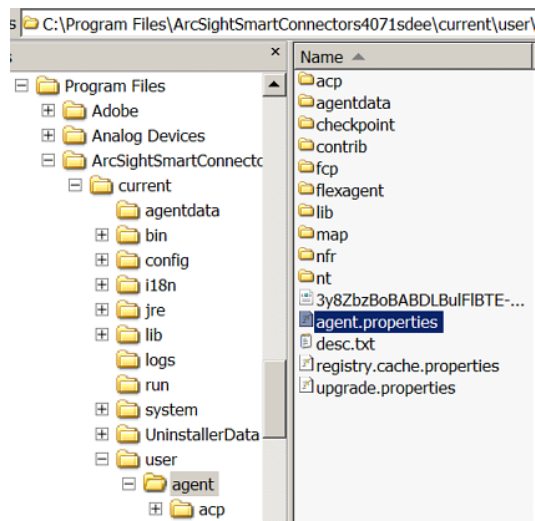 s C:\Program Files\ArcSightSmartConnectors4071sdee\current\user\
s
×
Program Files
Adobe
Analog Devices
ArcSightSmartConnectc
current
agentdata
bin
config
i18n
jre
lib
logs
run
system
UninstallerData
user
agent
acp
Name
acp
agentdata
checkpoint
contrib
fcp
flexagent
lib
map
nfr
nt
3y8ZbzBoBABDLBulFlBTE-...
agent.properties
desc.txt
registry.cache.properties
upgrade.properties